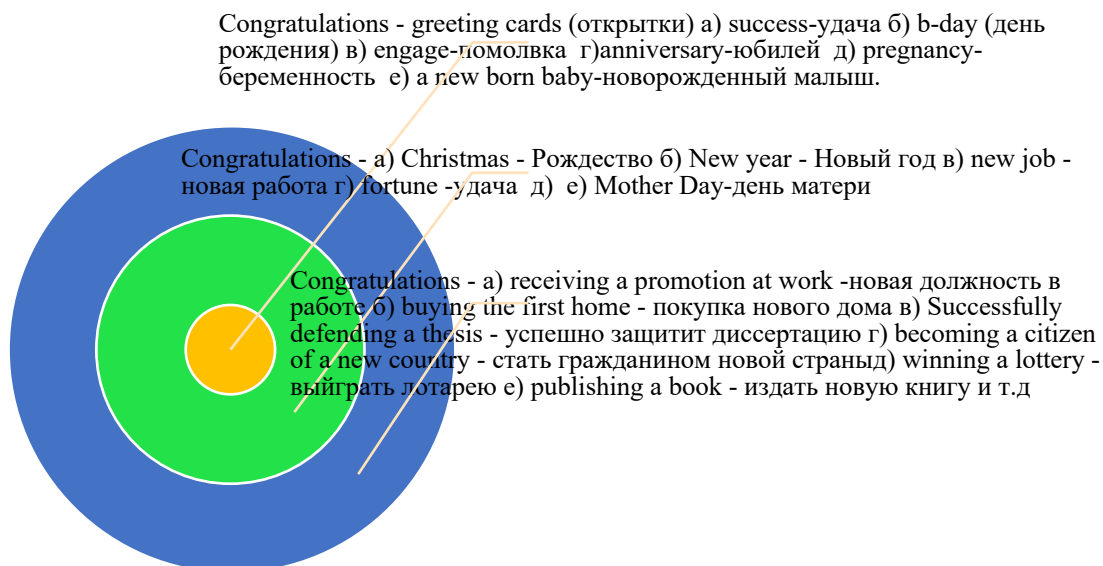 Congratulations - greeting cards (открытки) а) success-удача б) b-day (день
рождения) в) engage-помолвка  г)anniversary-юбилей  д) pregnancy-
беременность  е) a new born baby-новорожденный малыш.
Congratulations - а) Christmas - Рождество б) New year - Новый год в) new job -
новая работа г) fortune -удача  д)  е) Mother Day-день матери
Congratulations - а) receiving a promotion at work -новая должность в
работе б) buying the first home - покупка нового дома в) Successfully
defending a thesis - успешно защитит диссертацию г) becoming a citizen
of a new country - стать гражданином новой страныд) winning a lottery -
выйграть лотарею е) publishing a book - издать новую книгу и т.д